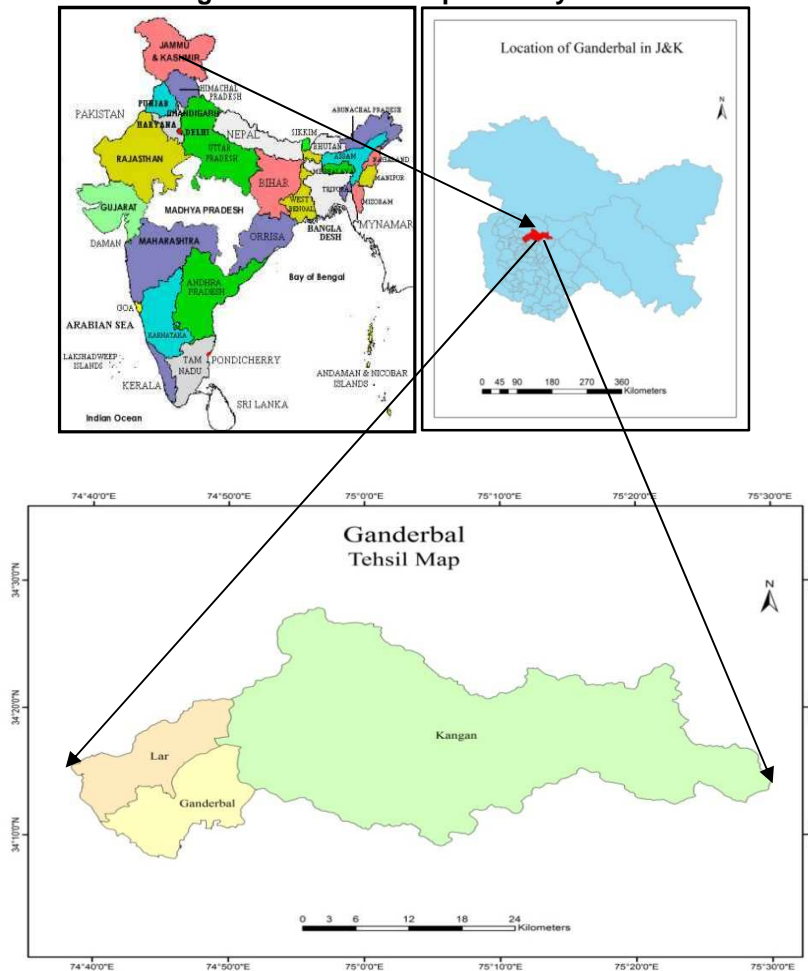 JAMMU
& KASHMIR
HIMACHAL
PRADESH
PUNJAB
CHANDIGARH
PAKISTAN
HARYANA
DELHI
NEPAL
SIKKIM
ARUNACHAL PRADESH
BHUTAN
ASSAM
NAGALAND
RAJASTHAN
UTTAR
PRADESH
BIHAR
MEGHALAYA
MANIPUR
TRIPURA
MIZORAM
GUJARAT
MADHYA PRADESH
WEST
BENGAL
BANGLA
DESH
MYNAMAR
DAMAN
MAHARASHTRA
ORRISA
ANDHRA
PRADESH
Bay of Bengal
GOA
ARABIAN SEA
KARNATAKA
LAKSHADWEEP
ISLANDS
TAM
NADU
PONDICHERRY
KERALA
ANDAMAN & NICOBAR
ISLANDS
SRI LANKA
Indian Ocean
Location of Ganderbal in J&K
N
0 45 90 180 270 360
Kilometers
74°40'0"E 74°50'0"E 75°0'0"E 75°10'0"E 75°20'0"E 75°30'0"E
Ganderbal
Tehsil Map
N
34°30'0"N
34°20'0"N
34°10'0"N
Kangan
Lar
Ganderbal
0 3 6 12 18 24
Kilometers
74°40'0"E 74°50'0"E 75°0'0"E 75°10'0"E 75°20'0"E 75°30'0"E